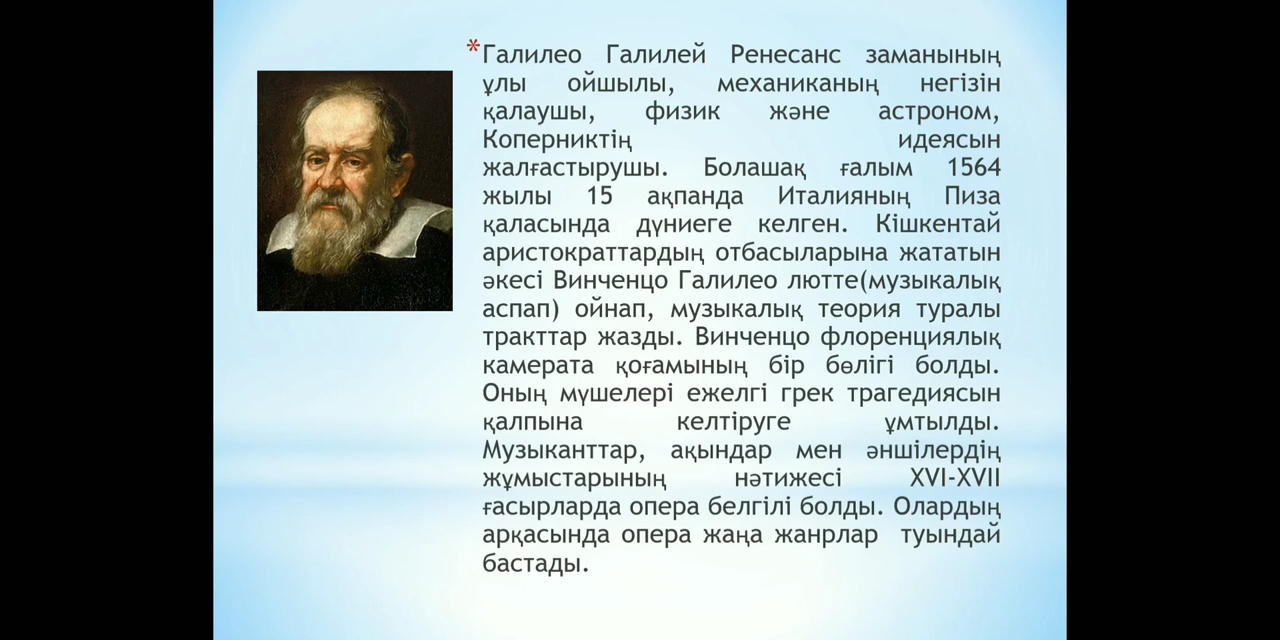 *Галилео Галилей Ренесанс заманының
ұлы ойшылы, механиканың негізін
қалаушы, физик және астроном,
Коперниктің идеясын
жалғастырушы. Болашақ ғалым 1564
жылы 15 ақпанда Италияның Пиза
қаласында дүниеге келген. Кішкентай
аристократтардың отбасыларына жататын
әкесі Винченцо Галилео лютте(музыкалық
аспап) ойнап, музыкалық теория туралы
тракттар жазды. Винченцо флоренциялық
камерата қоғамының бір бөлігі болды.
Оның мүшелері ежелгі грек трагедиясын
қалпына келтіруге ұмтылды.
Музыканттар, ақындар мен әншілердің
жұмыстарының нәтижесі XVI-XVII
ғасырларда опера белгілі болды. Олардың
арқасында опера жаңа жанрлар туындай
бастады.